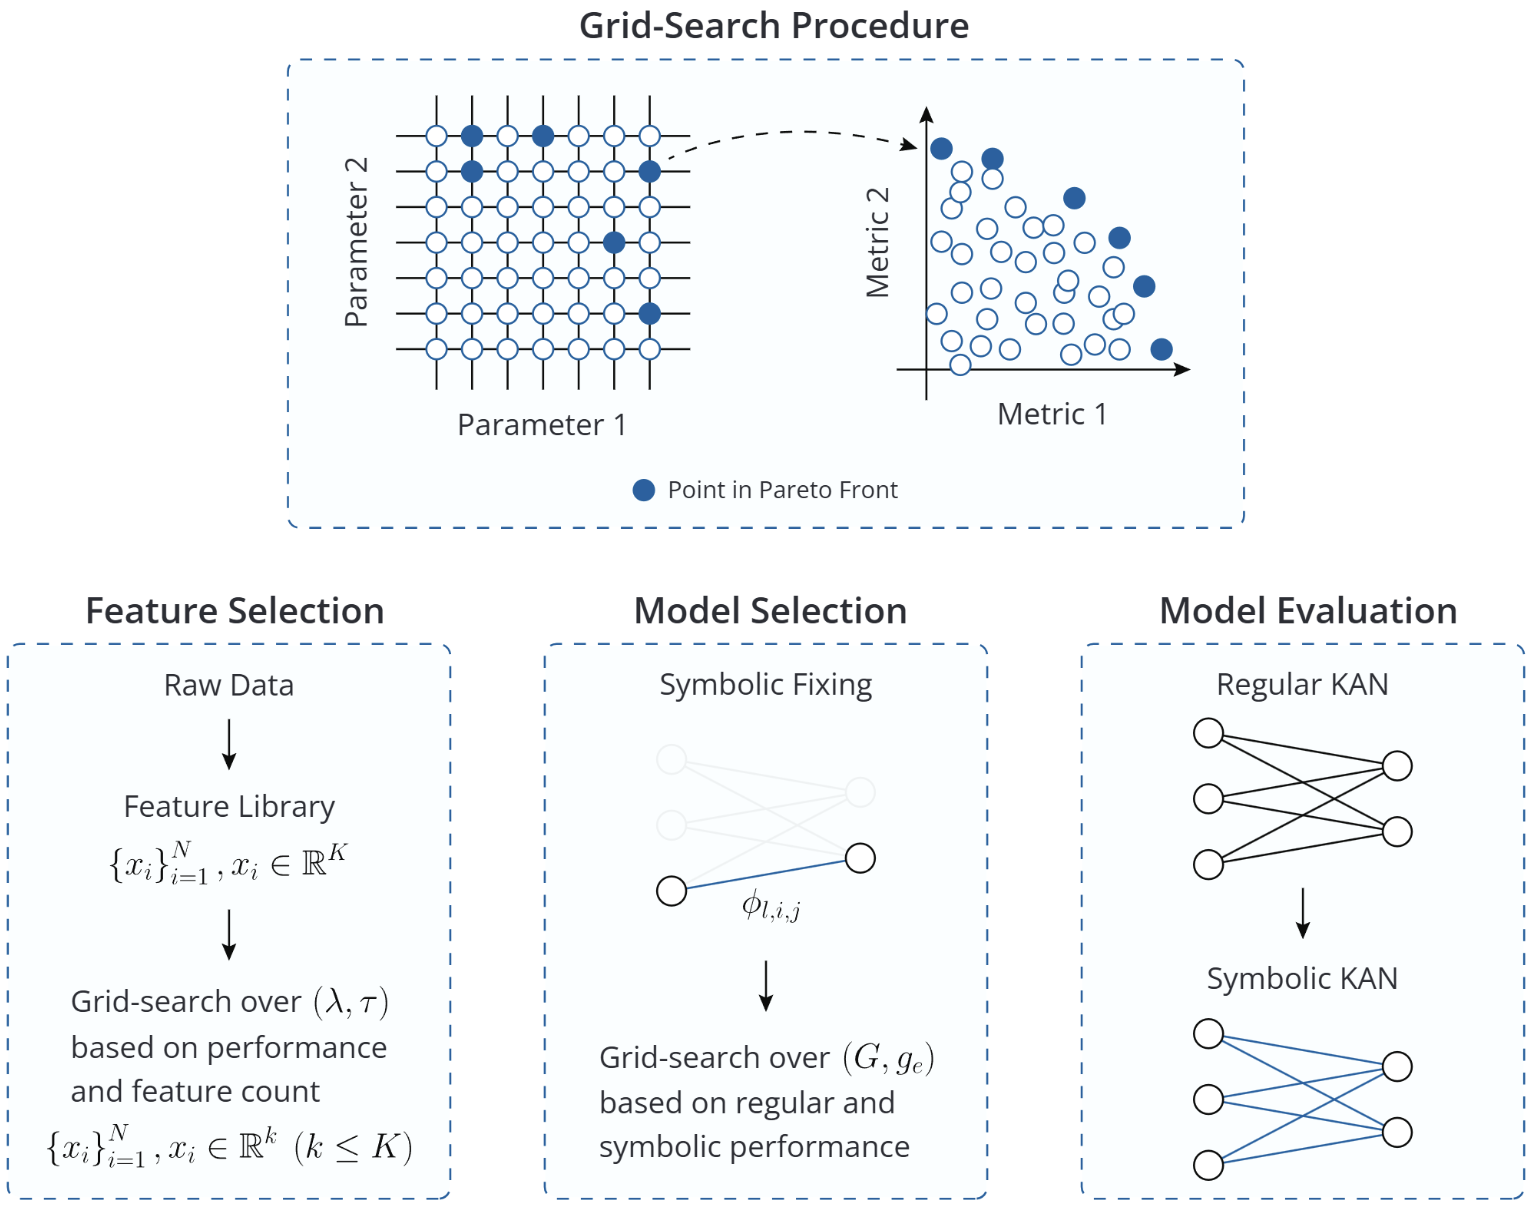 Grid-Search Procedure
Parameter 2
Parameter 1
Metric 2
Metric 1
Point in Pareto Front
Feature Selection
Raw Data
Feature Library
$\{x_i\}_{i=1}^{N}, x_i \in \mathbb{R}^K$
Grid-search over $(\lambda, \tau)$
based on performance
and feature count
$\{x_i\}_{i=1}^{N}, x_i \in \mathbb{R}^k \ (k \leq K)$
Model Selection
Symbolic Fixing
$\phi_{l,i,j}$
Grid-search over $(G, g_e)$
based on regular and
symbolic performance
Model Evaluation
Regular KAN
Symbolic KAN